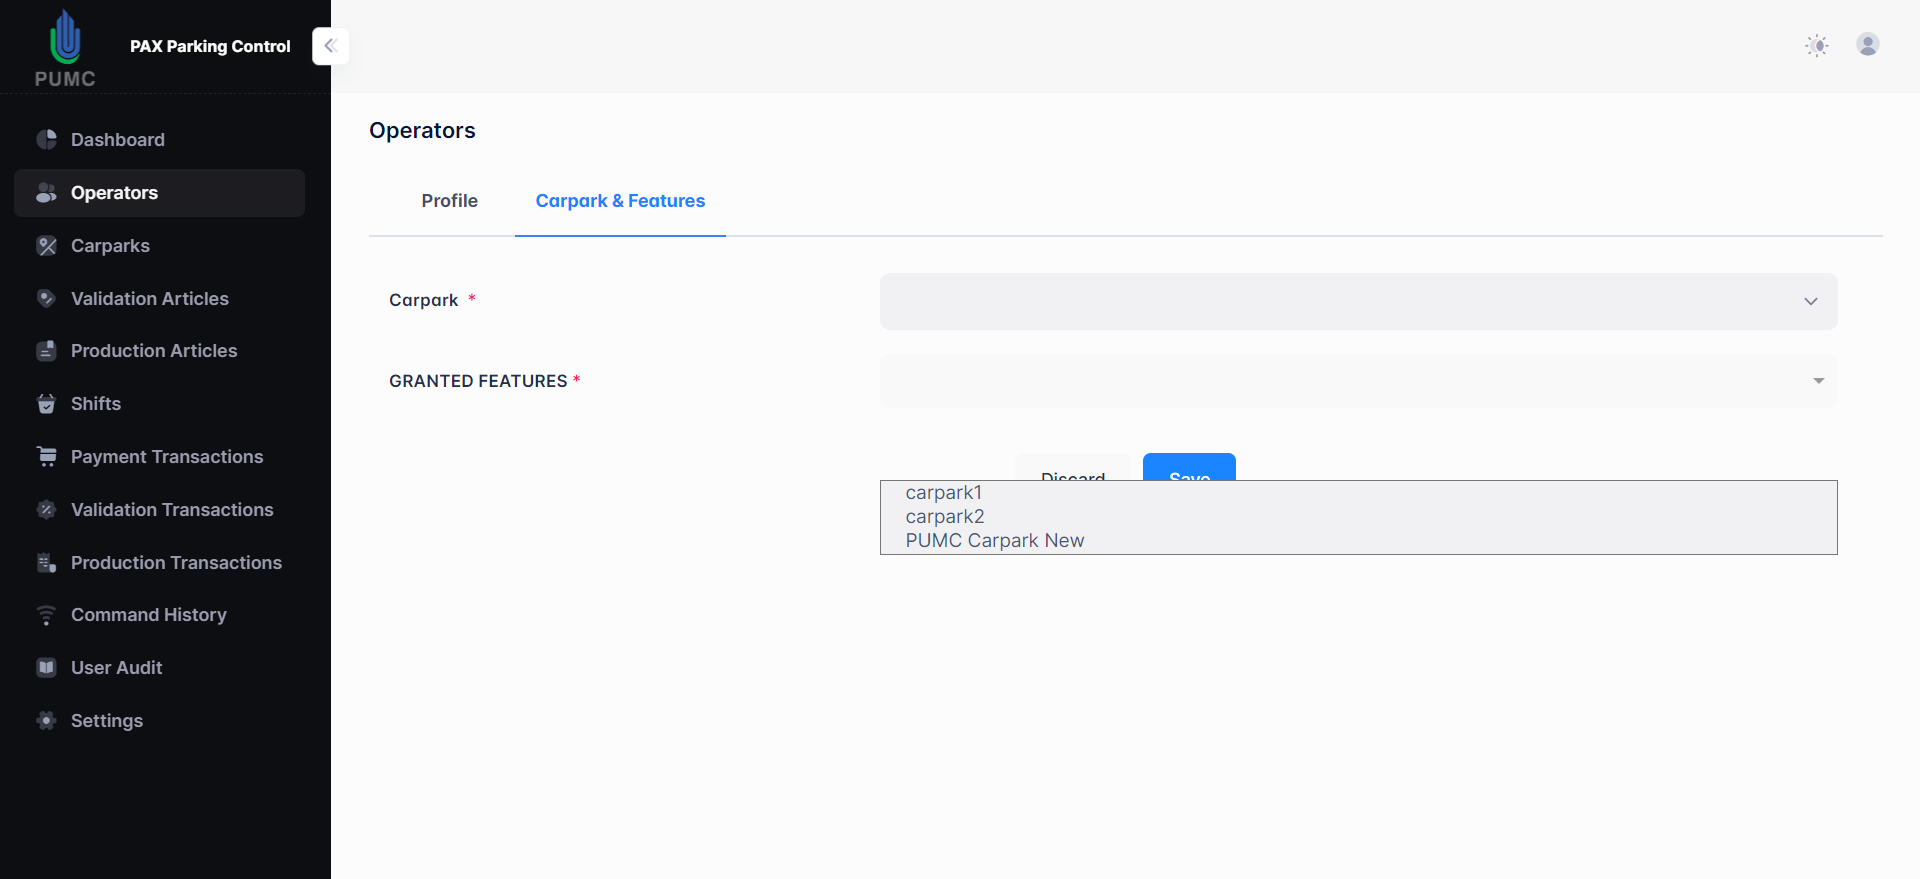 PUMC
PAX Parking Control
Dashboard
Operators
Carparks
Validation Articles
Production Articles
Shifts
Payment Transactions
Validation Transactions
Production Transactions
Command History
User Audit
Settings
Operators
Profile
Carpark & Features
Carpark *
GRANTED FEATURES *
Discard
Save
carpark1
carpark2
PUMC Carpark New